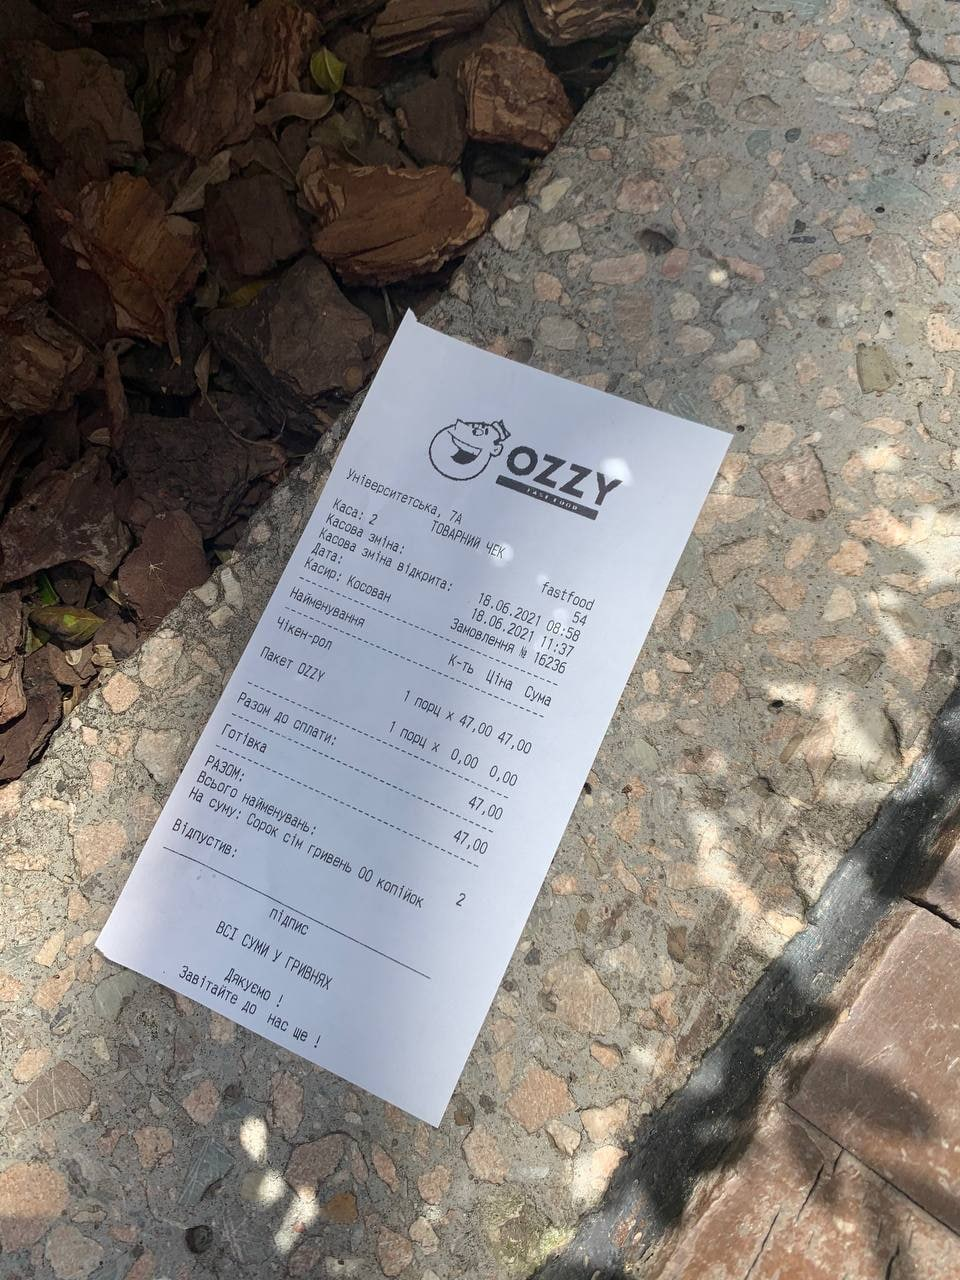 OZZY
FAST FOOD
Університетська, 7А
ТОВАРНИЙ ЧЕК
Каса: 2 fastfood
Касова зміна: 54
Касова зміна відкрита: 18.06.2021 08:58
Дата: 18.06.2021 11:37
Касир: Косован Замовлення № 16236
Найменування К-ть Ціна Сума
Чікен-рол
1 порц х 47,00 47,00
Пакет OZZY
1 порц х 0,00 0,00
Разом до сплати: 47,00
Готівка 47,00
РАЗОМ:
Всього найменувань: 2
На суму: Сорок сім гривень 00 копійок
Відпустив:
підпис
ВСІ СУМИ У ГРИВНЯХ
Дякуємо !
Завітайте до нас ще !